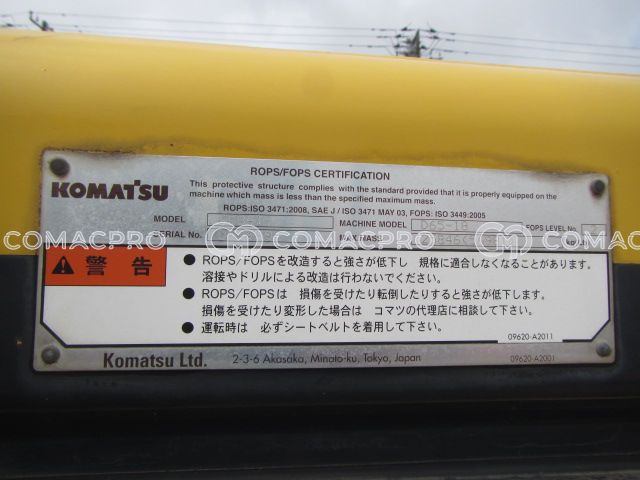 ROPS/FOPS CERTIFICATION
KOMATSU
This protective structure complies with the standard provided that it is properly equipped on the
machine which mass is less than the specified maximum mass.
ROPS:ISO 3471:2008, SAE J / ISO 3471 MAY 03, FOPS: ISO 3449:2005
MODEL MACHINE MODEL D65-18 FOPS LEVEL No.
SERIAL No. MAX.MASS
COMACPRO COMACPRO COMACPRO COMACPRO
警告
● ROPS/FOPSを改造すると強さが低下し 規格に適合しなくなることがあります。
溶接やドリルによる改造は行わないでください。
● ROPS/FOPSは 損傷を受けたり転倒したりすると強さが低下します。
損傷を受けたり変形した場合は コマツの代理店に相談して下さい。
● 運転時は 必ずシートベルトを着用して下さい。
09620-A2011
Komatsu Ltd. 2-3-6 Akasaka, Minato-ku, Tokyo, Japan 09620-A2001